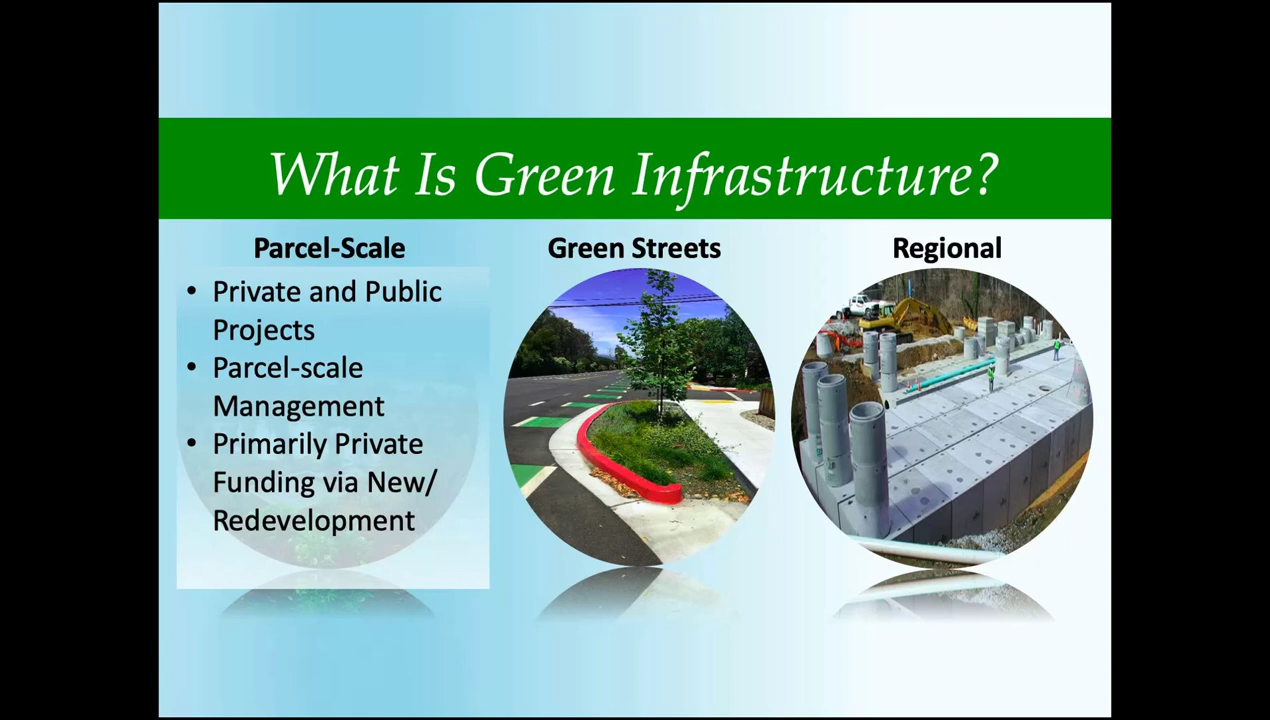 What Is Green Infrastructure?
Parcel-Scale
• Private and Public
Projects
• Parcel-scale
Management
• Primarily Private
Funding via New/
Redevelopment
Green Streets
Regional